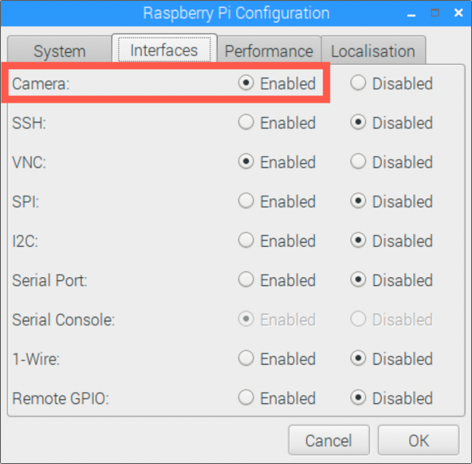 Raspberry Pi Configuration
System Interfaces Performance Localisation
Camera: Enabled Disabled
SSH: Enabled Disabled
VNC: Enabled Disabled
SPI: Enabled Disabled
I2C: Enabled Disabled
Serial Port: Enabled Disabled
Serial Console: Enabled Disabled
1-Wire: Enabled Disabled
Remote GPIO: Enabled Disabled
Cancel OK